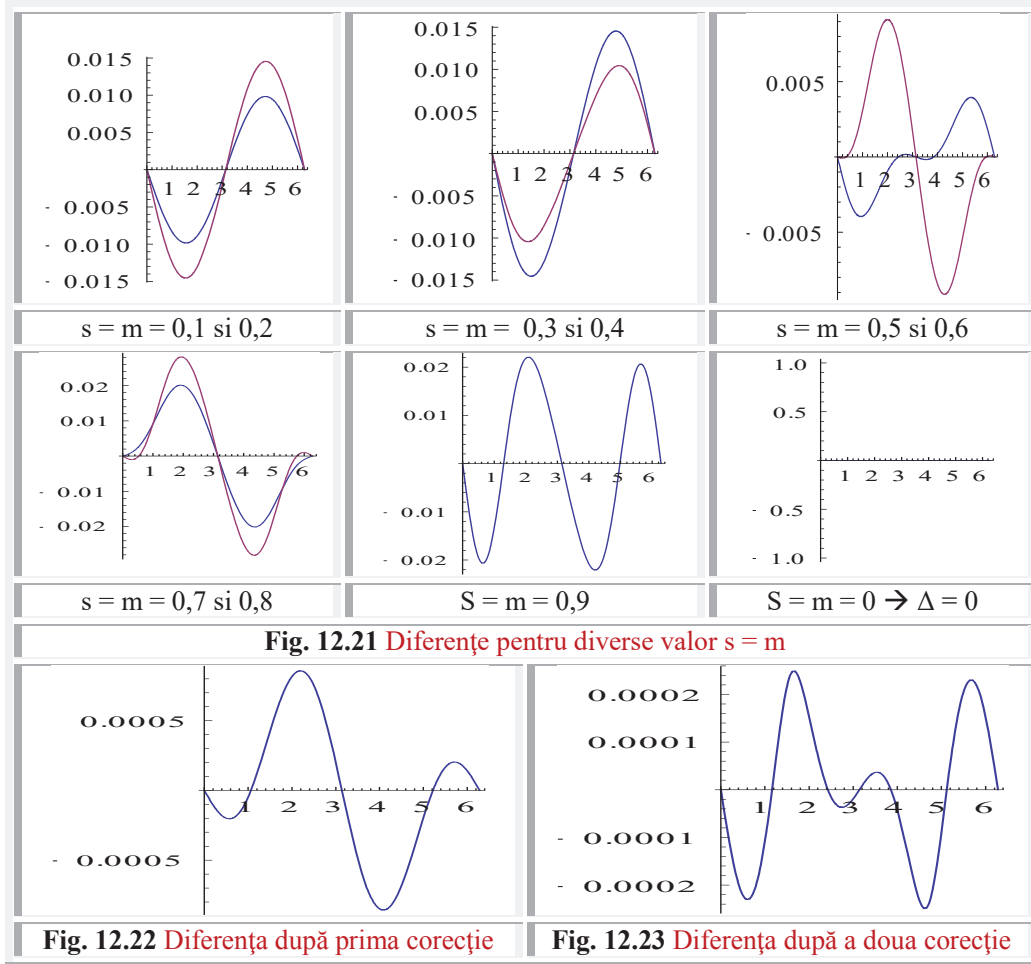 0.015
0.010
0.005
1 2 3 4 5 6
- 0.005
- 0.010
- 0.015
0.015
0.010
0.005
1 2 3 4 5 6
- 0.005
- 0.010
- 0.015
0.005
1 2 3 4 5 6
- 0.005
s = m = 0,1 si 0,2
s = m = 0,3 si 0,4
s = m = 0,5 si 0,6
0.02
0.01
1 2 3 4 5 6
- 0.01
- 0.02
0.02
0.01
1 2 3 4 5 6
- 0.01
- 0.02
1.0
0.5
1 2 3 4 5 6
- 0.5
- 1.0
s = m = 0,7 si 0,8
S = m = 0,9
S = m = 0 → Δ = 0
Fig. 12.21 Diferenţe pentru diverse valor s = m
0.0005
1 2 3 4 5 6
- 0.0005
0.0002
0.0001
1 2 3 4 5 6
- 0.0001
- 0.0002
Fig. 12.22 Diferenţa după prima corecţie
Fig. 12.23 Diferenţa după a doua corecţie